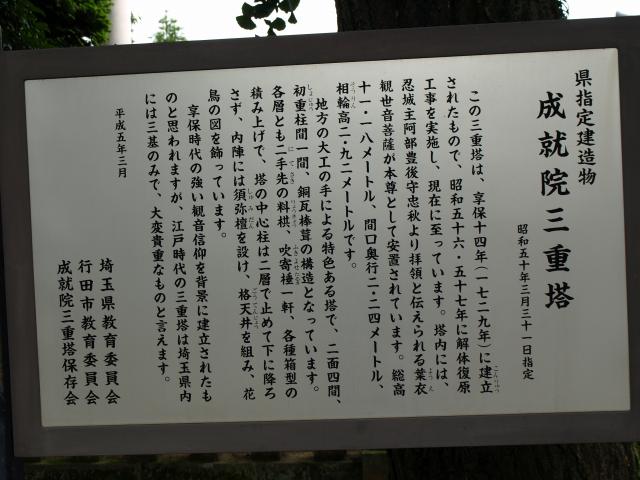 県指定建造物
成就院三重塔
昭和五十年三月三十一日指定
この三重塔は、享保十四年(一七二九年)に建立
されたもので、昭和五十六・五十七年に解体復原
工事を実施し、現在に至っています。塔内には、
忍城主阿部豊後守忠秋より拝領と伝えられる葉衣
観世音菩薩が本尊として安置されています。総高
十一・一八メートル、間口奥行二・二四メートル、
相輪高二・九二メートルです。
地方の大工の手による特色ある塔で、二面四間、
初重柱間一間、銅瓦棒葺の構造となっています。
各層とも二手先の料栱、吹寄棰一軒、各種箱型の
積み上げで、塔の中心柱は二層で止めて下に降ろ
さず、内陣には須弥壇を設け、格天井を組み、花
鳥の図を飾っています。
享保時代の強い観音信仰を背景に建立されたも
のと思われますが、江戸時代の三重塔は埼玉県内
には三基のみで、大変貴重なものと言えます。
平成五年三月
埼玉県教育委員会
行田市教育委員会
成就院三重塔保存会